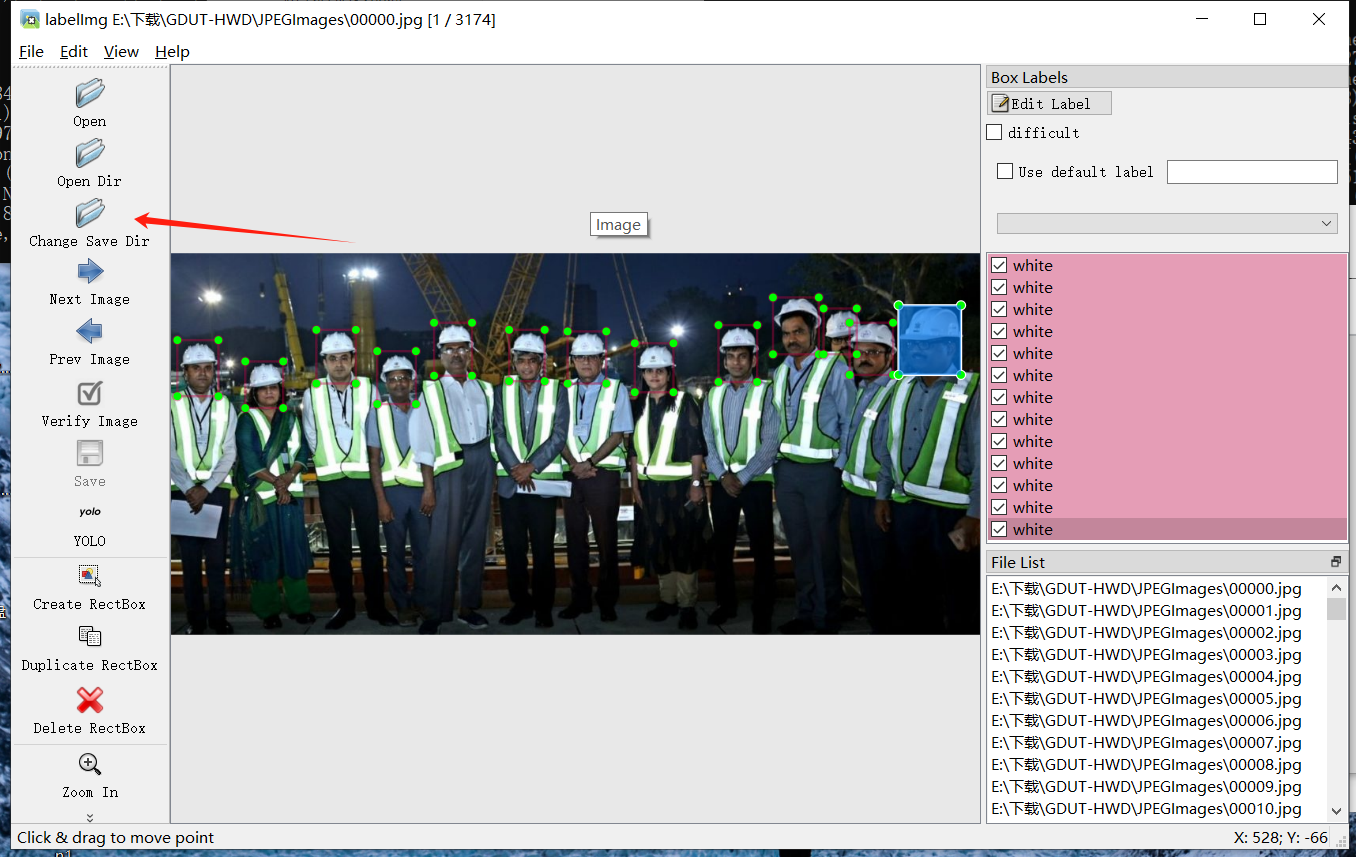 labelImg E:\下载\GDUT-HWD\JPEGImages\00000.jpg [1 / 3174]
File Edit View Help
Open
Open Dir
Change Save Dir
Next Image
Prev Image
Verify Image
Save
yolo
YOLO
Create RectBox
Duplicate RectBox
Delete RectBox
Zoom In
Image
Box Labels
Edit Label
difficult
Use default label
white
white
white
white
white
white
white
white
white
white
white
white
white
File List
E:\下载\GDUT-HWD\JPEGImages\00000.jpg
E:\下载\GDUT-HWD\JPEGImages\00001.jpg
E:\下载\GDUT-HWD\JPEGImages\00002.jpg
E:\下载\GDUT-HWD\JPEGImages\00003.jpg
E:\下载\GDUT-HWD\JPEGImages\00004.jpg
E:\下载\GDUT-HWD\JPEGImages\00005.jpg
E:\下载\GDUT-HWD\JPEGImages\00006.jpg
E:\下载\GDUT-HWD\JPEGImages\00007.jpg
E:\下载\GDUT-HWD\JPEGImages\00008.jpg
E:\下载\GDUT-HWD\JPEGImages\00009.jpg
E:\下载\GDUT-HWD\JPEGImages\00010.jpg
Click & drag to move point
X: 528; Y: -66